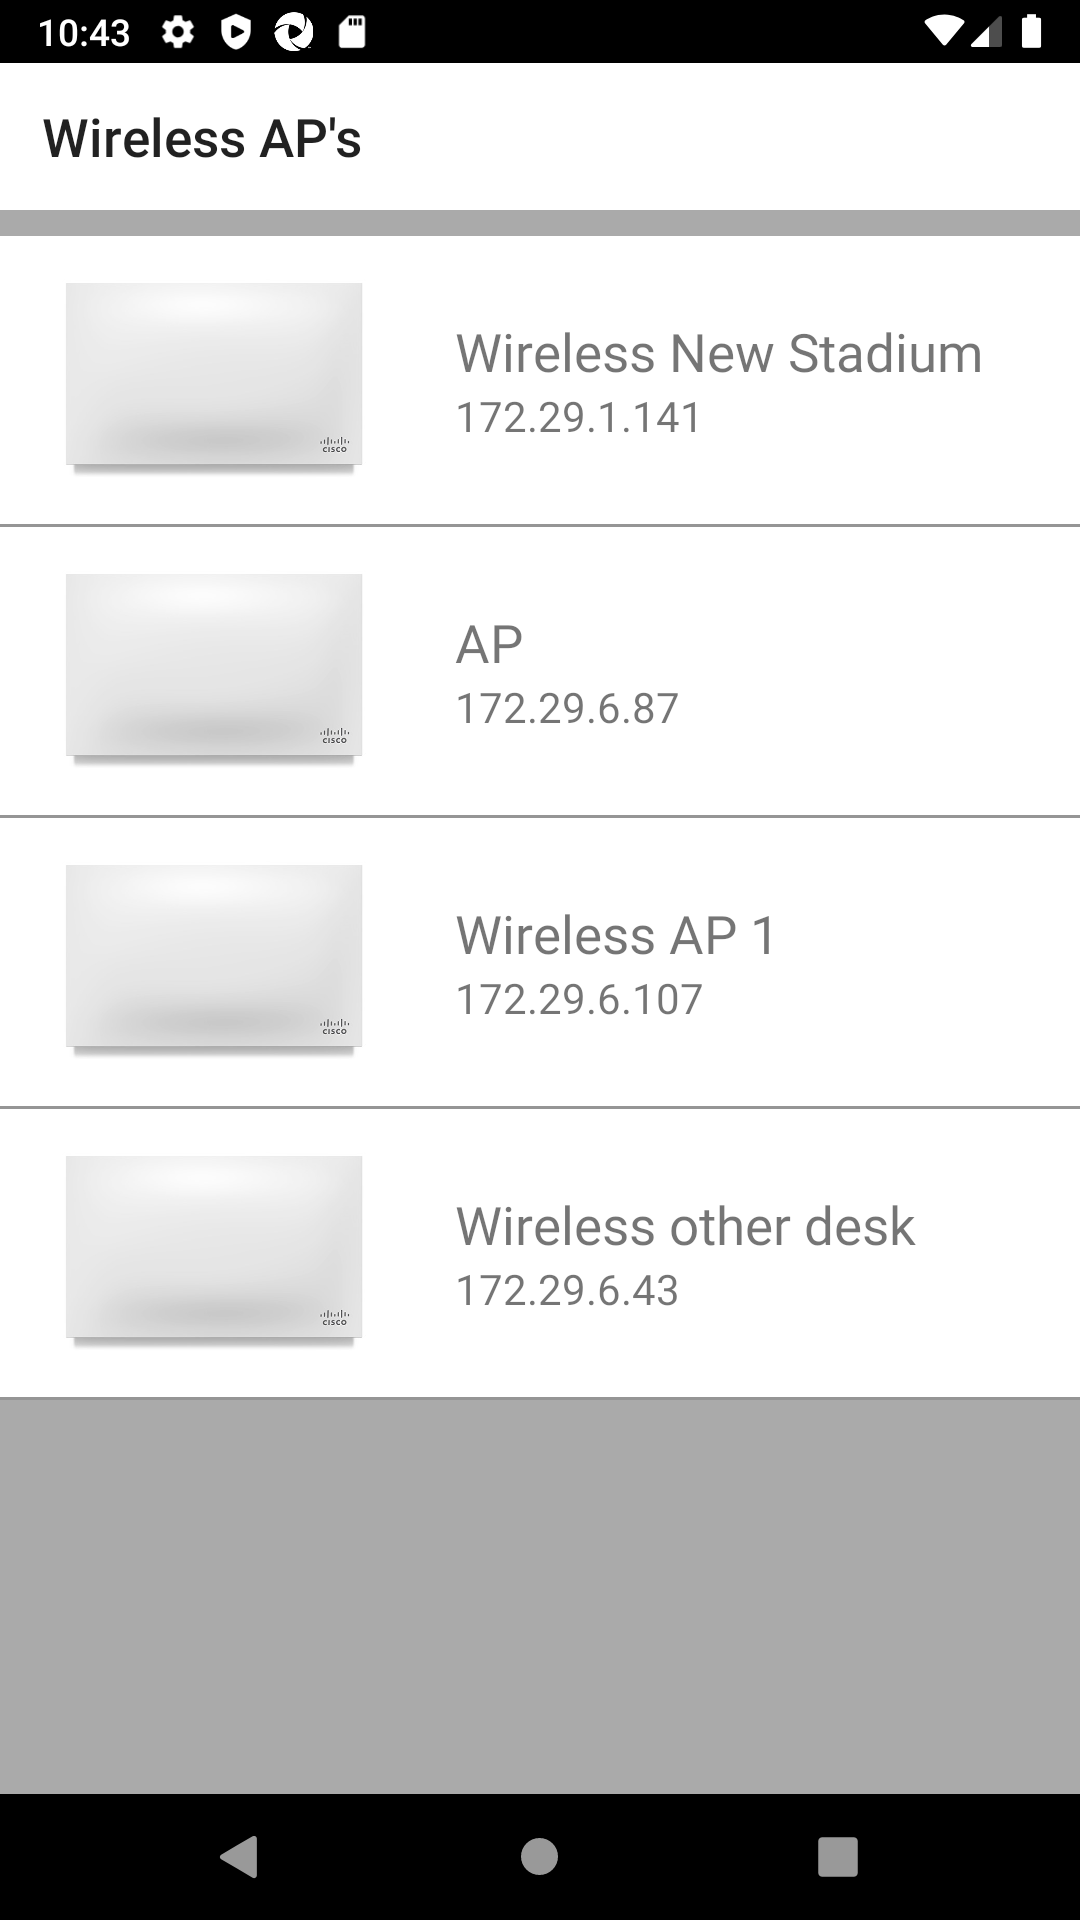 10:43
Wireless AP's
CISCO
Wireless New Stadium
172.29.1.141
CISCO
AP
172.29.6.87
CISCO
Wireless AP 1
172.29.6.107
CISCO
Wireless other desk
172.29.6.43